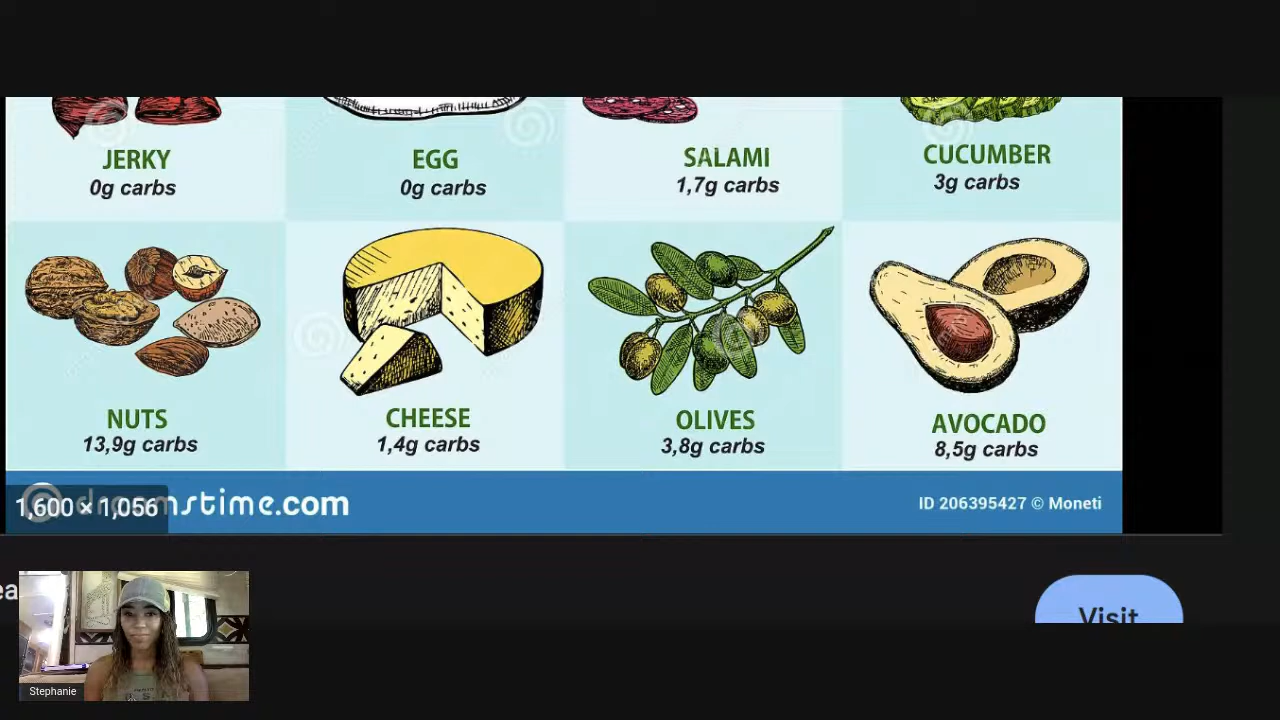 JERKY
0g carbs
EGG
0g carbs
SALAMI
1,7g carbs
CUCUMBER
3g carbs
NUTS
13,9g carbs
CHEESE
1,4g carbs
OLIVES
3,8g carbs
AVOCADO
8,5g carbs
1,600 × 1,056
mstime.com
ID 206395427 © Moneti
Visit
Stephanie